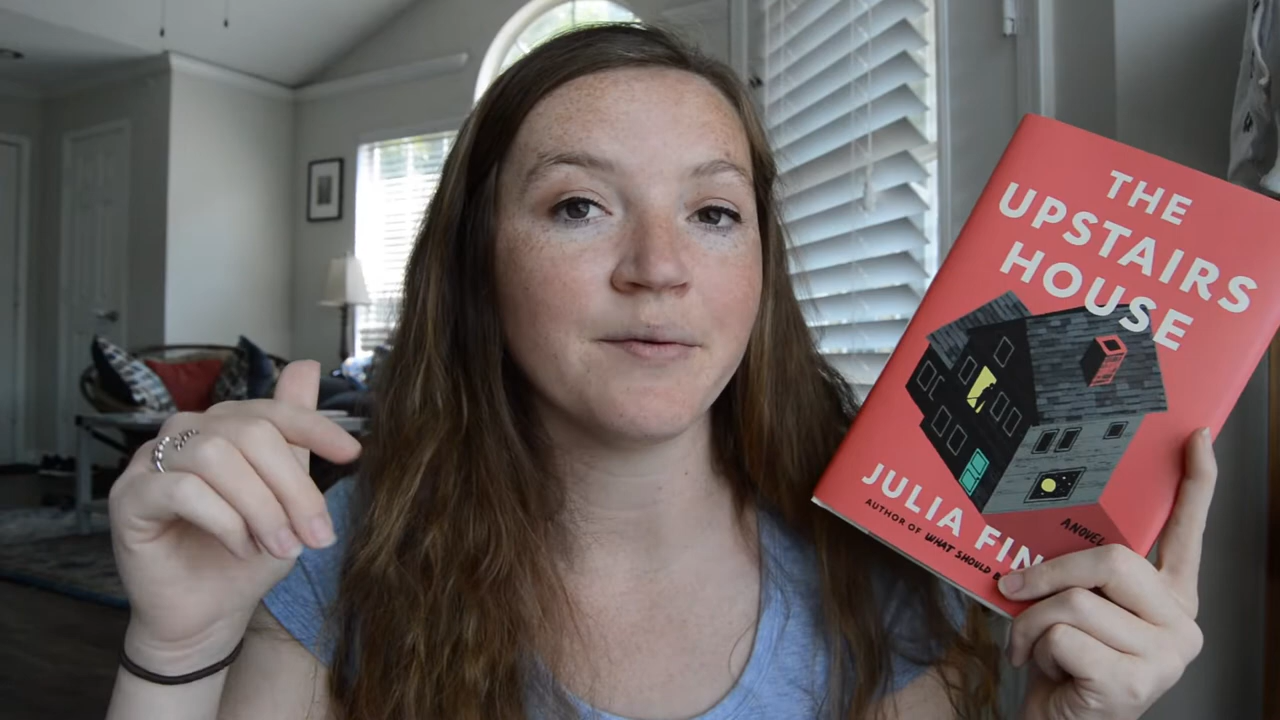 THE
UPSTAIRS
HOUSE
JULIA FIN
AUTHOR OF WHAT SHOULD B
A NOVEL